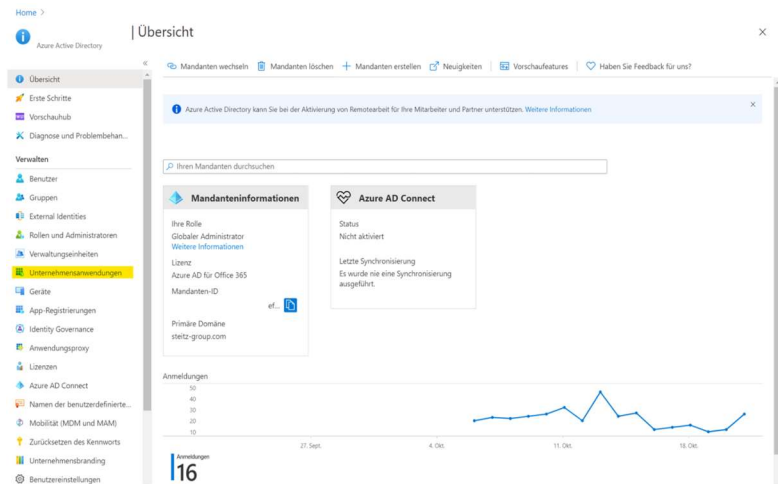 Home >
| Übersicht
Azure Active Directory
Mandanten wechseln Mandanten löschen Mandanten erstellen Neuigkeiten Vorschaufeatures Haben Sie Feedback für uns?
Azure Active Directory kann Sie bei der Aktivierung von Remotearbeit für Ihre Mitarbeiter und Partner unterstützen. Weitere Informationen
Übersicht
Erste Schritte
Vorschauhub
Diagnose und Problembehan...
Verwalten
Benutzer
Gruppen
External Identities
Rollen und Administratoren
Verwaltungseinheiten
Unternehmensanwendungen
Geräte
App-Registrierungen
Identity Governance
Anwendungsproxy
Lizenzen
Azure AD Connect
Namen der benutzerdefinierte...
Mobilität (MDM und MAM)
Zurücksetzen des Kennworts
Unternehmensbranding
Benutzereinstellungen
Ihren Mandanten durchsuchen
Mandanteninformationen
Ihre Rolle
Globaler Administrator
Weitere Informationen
Lizenz
Azure AD für Office 365
Mandanten-ID
ef...
Primäre Domäne
steitz-group.com
Azure AD Connect
Status
Nicht aktiviert
Letzte Synchronisierung
Es wurde nie eine Synchronisierung
ausgeführt.
Anmeldungen
50
40
30
20
10
27. Sept. 4. Okt. 11. Okt. 18. Okt.
Anmeldungen
16